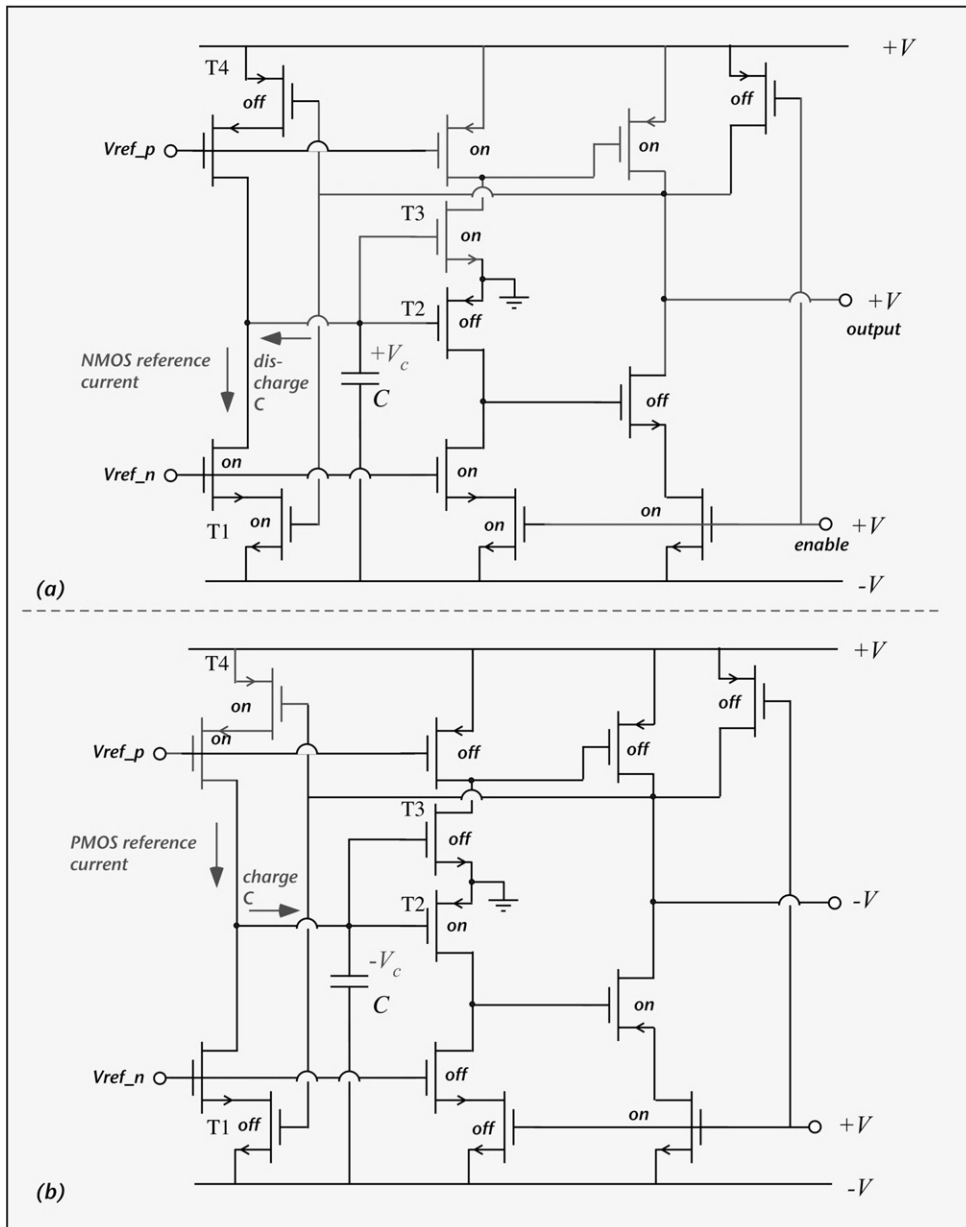 +V
T4
off
off
Vref_p
on
on
T3
on
T2
off
NMOS reference
current
dis-
charge
C
+Vc
C
+V
output
off
Vref_n
on
on
T1
on
on
on
+V
enable
(a)
-V
+V
T4
on
off
Vref_p
on
off
off
T3
off
PMOS reference
current
charge
C
T2
on
-V
-Vc
C
on
Vref_n
off
T1
off
off
on
+V
(b)
-V